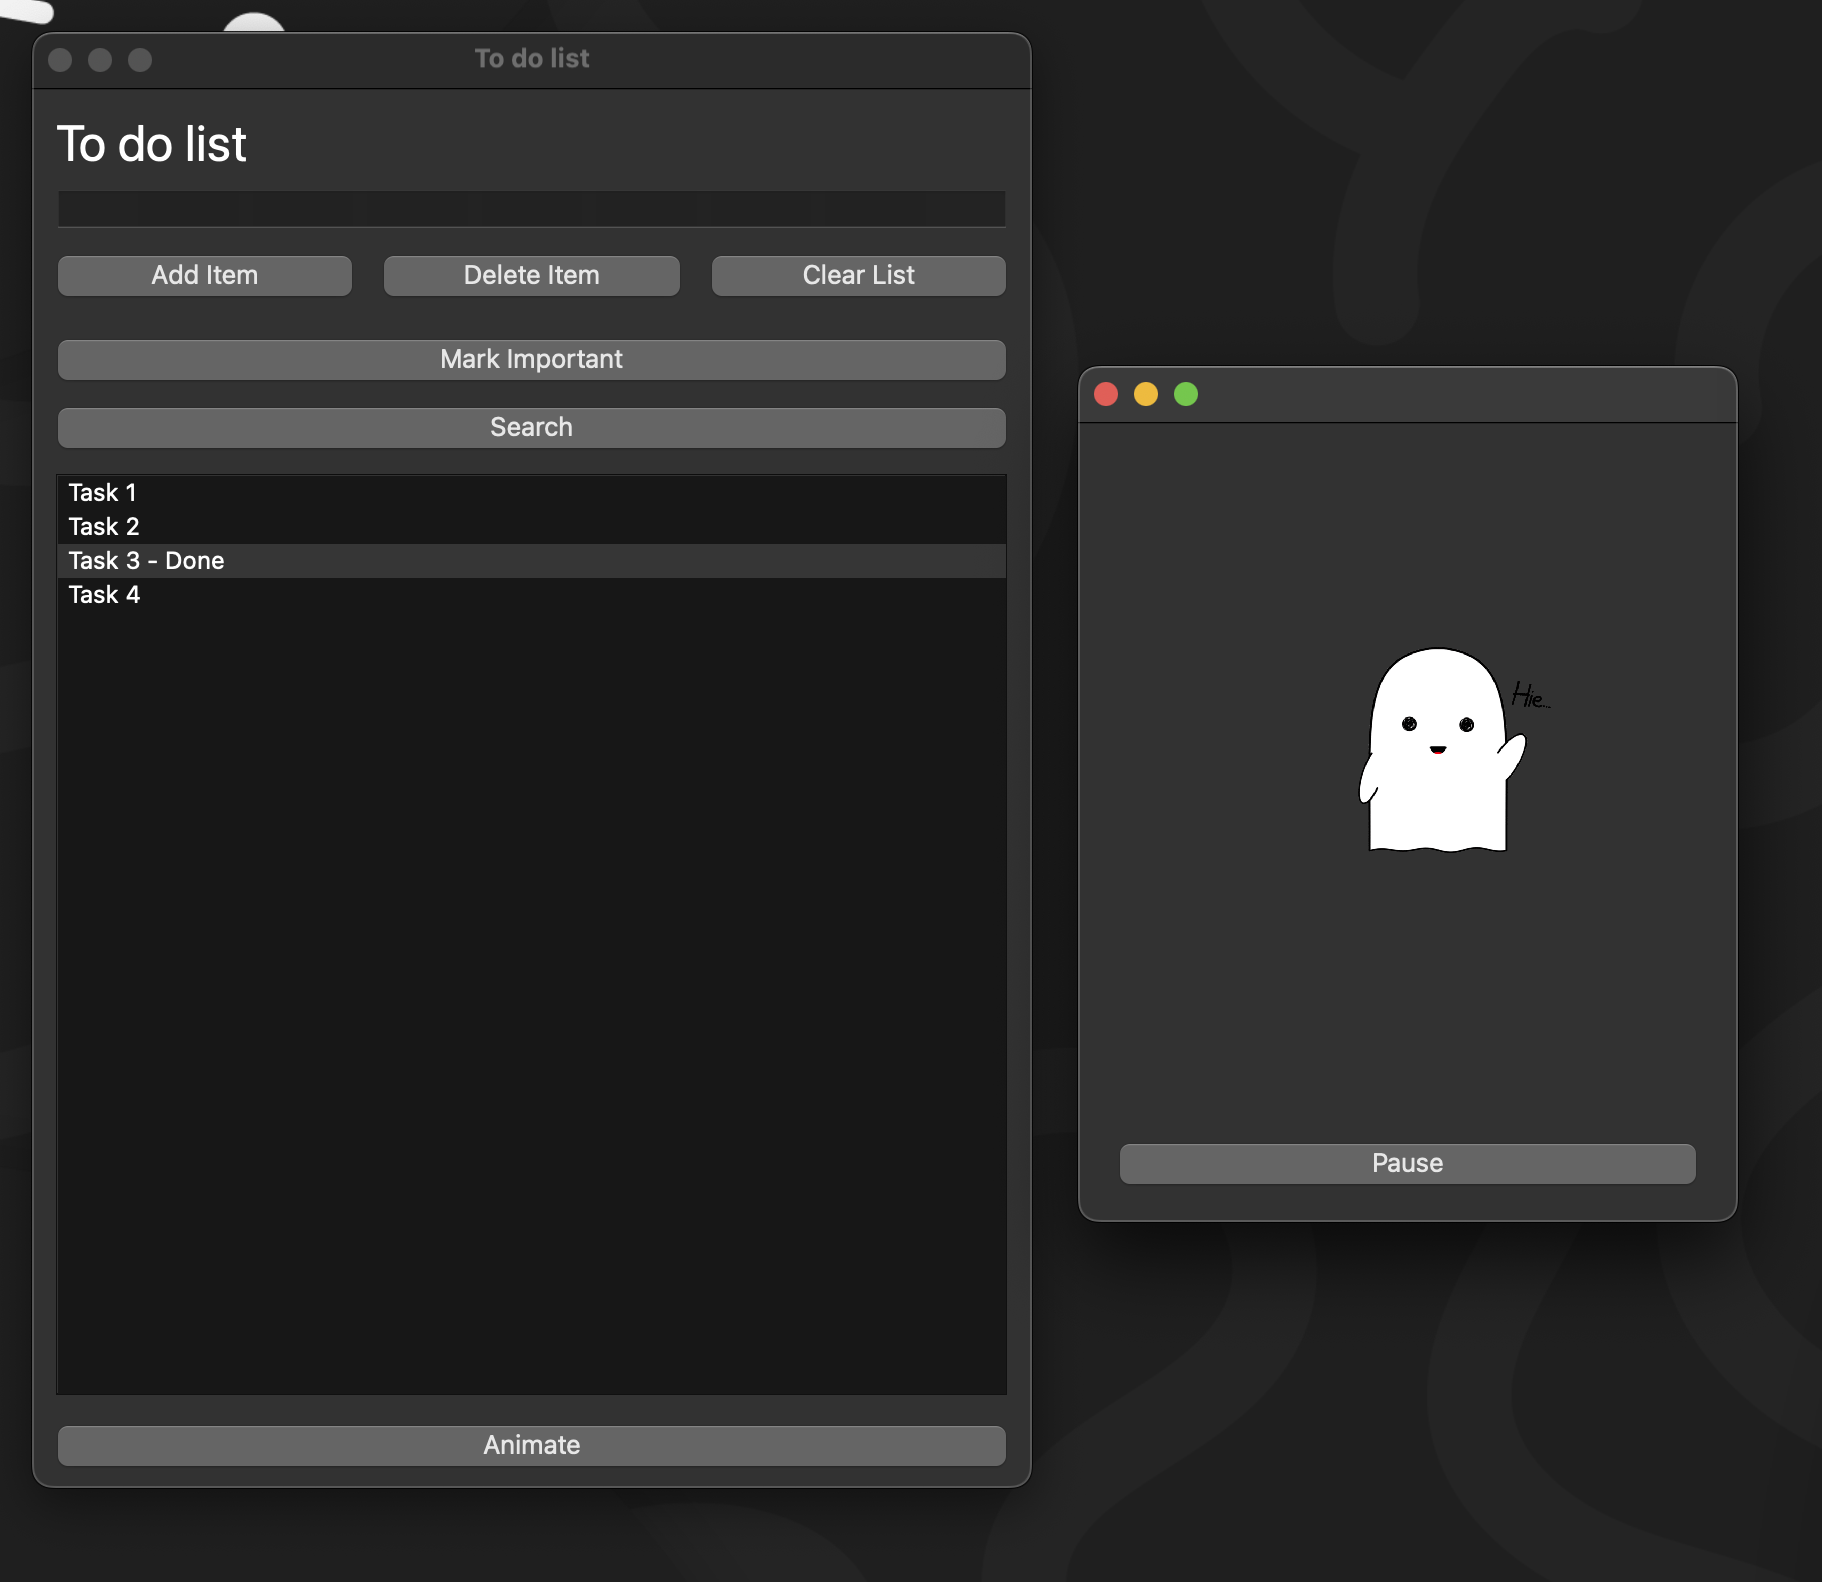 To do list
To do list
Add Item
Delete Item
Clear List
Mark Important
Search
Task 1
Task 2
Task 3 - Done
Task 4
Animate
Hie...
Pause